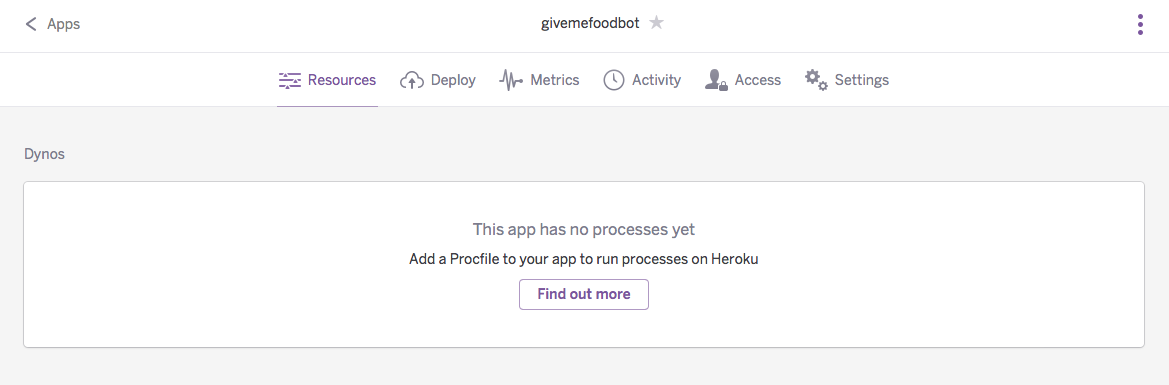 Apps
givemefoodbot
Resources Deploy Metrics Activity Access Settings
Dynos
This app has no processes yet
Add a Procfile to your app to run processes on Heroku
Find out more